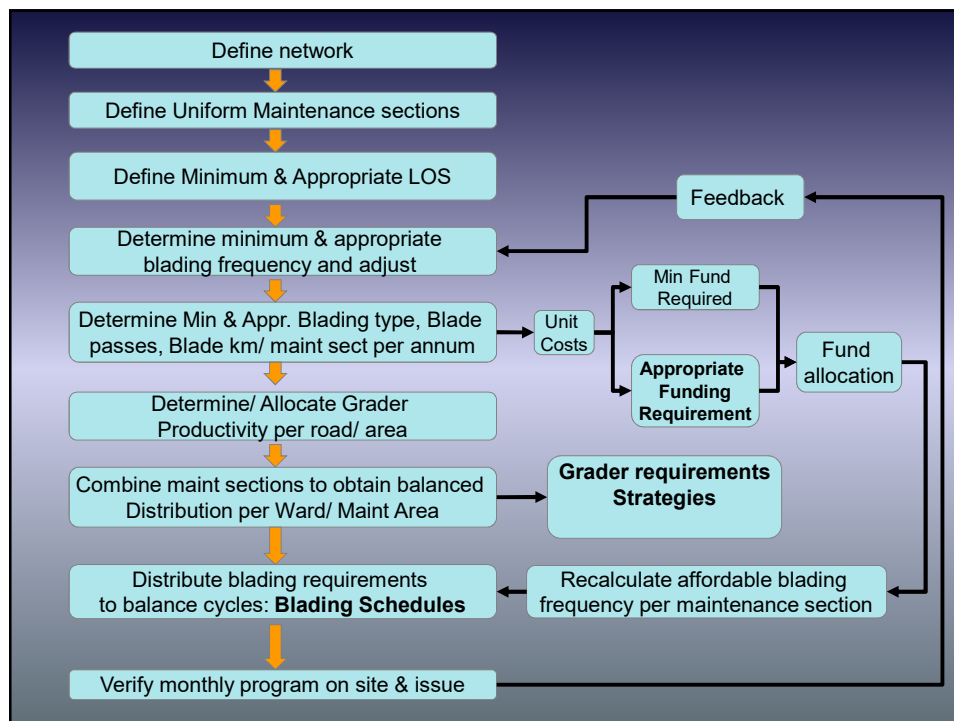 Define network
Define Uniform Maintenance sections
Define Minimum & Appropriate LOS
Feedback
Determine minimum & appropriate
blading frequency and adjust
Min Fund
Required
Determine Min & Appr. Blading type, Blade
passes, Blade km/ maint sect per annum
Unit
Costs
Fund
allocation
Appropriate
Funding
Requirement
Determine/ Allocate Grader
Productivity per road/ area
Combine maint sections to obtain balanced
Distribution per Ward/ Maint Area
Grader requirements
Strategies
Distribute blading requirements
to balance cycles: Blading Schedules
Recalculate affordable blading
frequency per maintenance section
Verify monthly program on site & issue